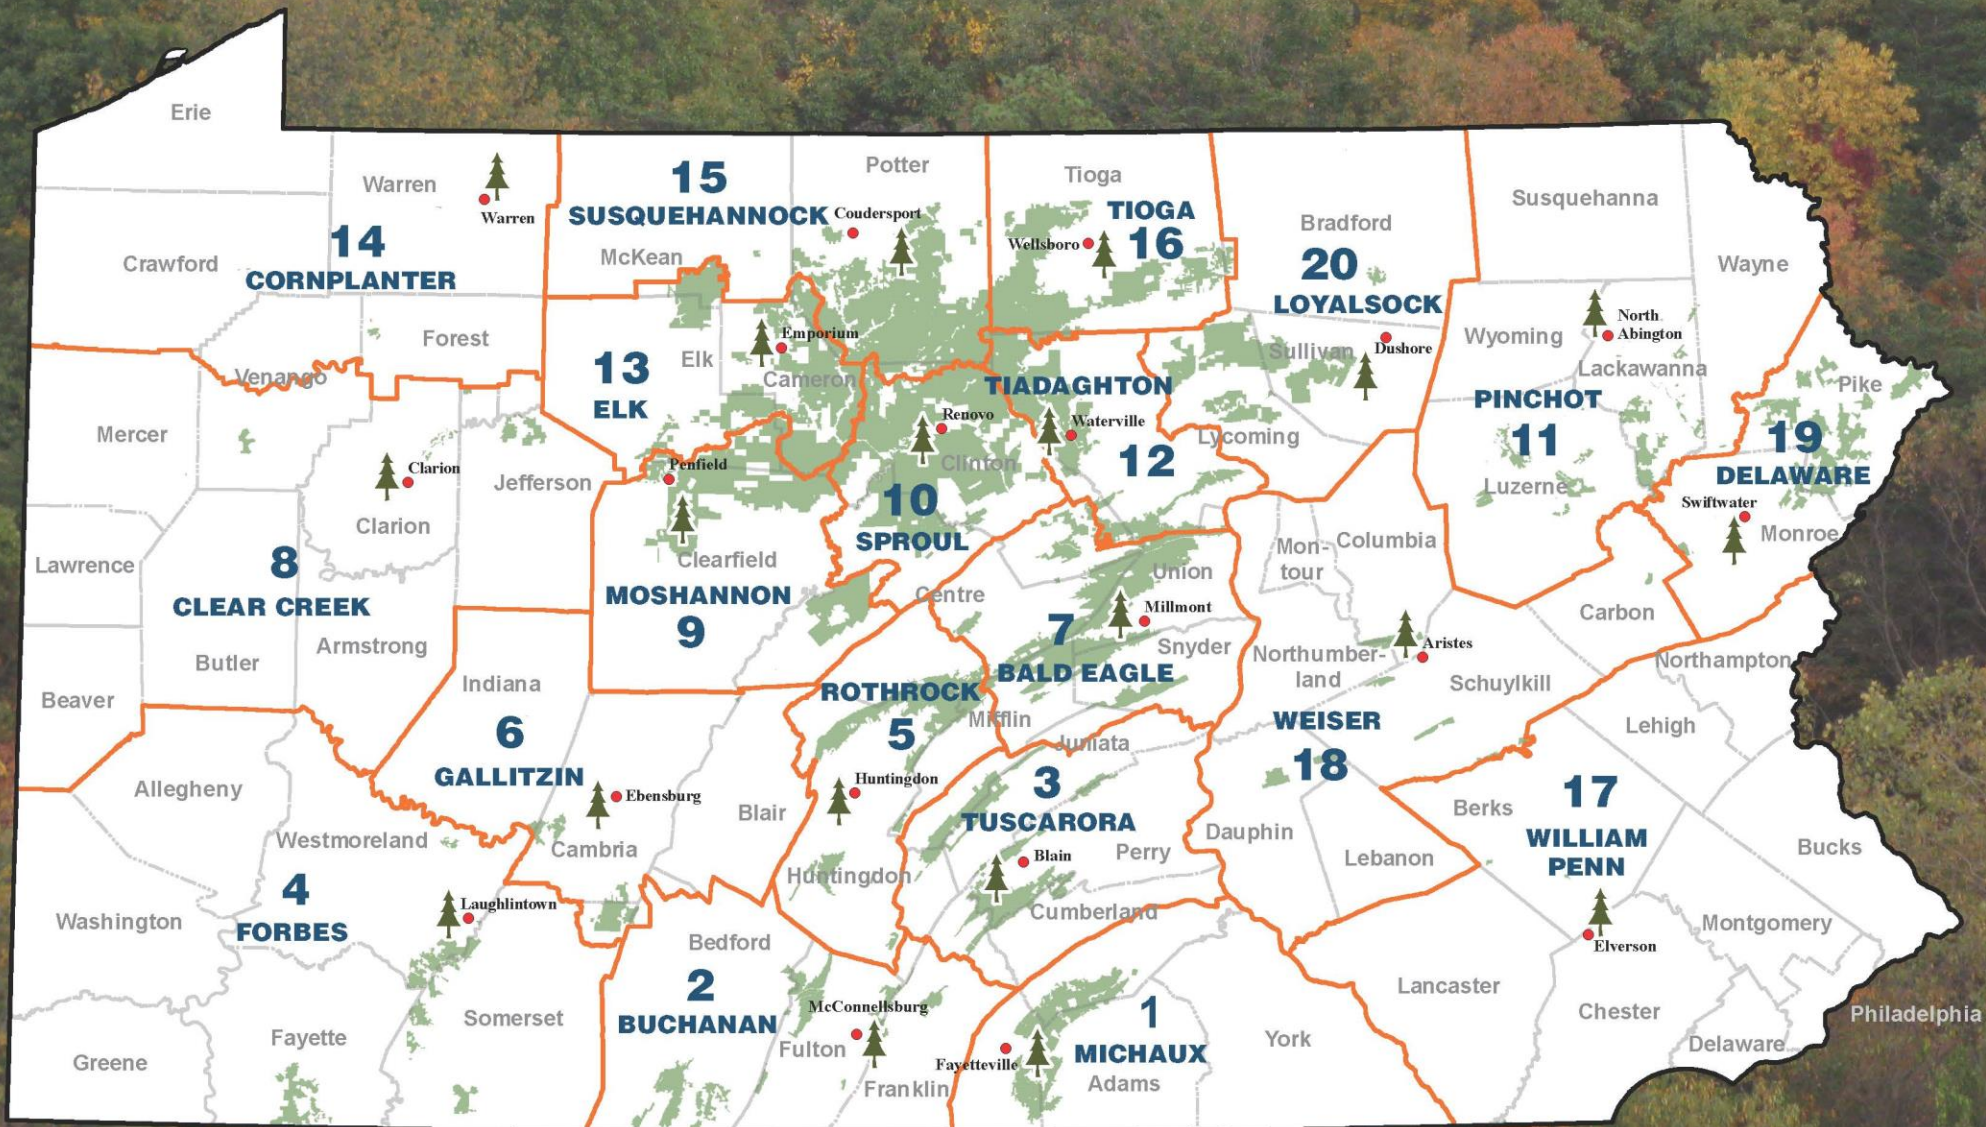 Erie
Warren
Warren
14
CORNPLANTER
Crawford
Forest
Venango
15
SUSQUEHANNOCK
McKean
Potter
Coudersport
Tioga
TIOGA
16
Wellsboro
Bradford
20
LOYALSOCK
Sullivan
Dushore
Susquehanna
Wayne
Wyoming
North
Abington
Lackawanna
PINCHOT
11
Luzerne
Pike
19
DELAWARE
Swiftwater
Monroe
13
ELK
Elk
Emporium
Cameron
TIADAGHTON
Waterville
12
Lycoming
Renovo
Clinton
10
SPROUL
Penfield
Clearfield
MOSHANNON
9
Mercer
Clarion
Clarion
Jefferson
Lawrence
8
CLEAR CREEK
Butler
Armstrong
Beaver
Centre
Union
Millmont
7
BALD EAGLE
Snyder
Mifflin
Mon-
tour
Columbia
Northumber-
land
Aristes
Schuylkill
WEISER
18
Dauphin
Lebanon
Carbon
Northampton
Lehigh
Indiana
6
GALLITZIN
Ebensburg
Cambria
Blair
ROTHROCK
5
Huntingdon
Huntingdon
Juniata
3
TUSCARORA
Blain
Perry
Cumberland
Berks
17
WILLIAM
PENN
Elverson
Bucks
Montgomery
Lancaster
Chester
Delaware
Philadelphia
Allegheny
Westmoreland
4
FORBES
Laughlintown
Washington
Greene
Fayette
Somerset
Bedford
2
BUCHANAN
McConnellsburg
Fulton
Franklin
Fayetteville
1
MICHAUX
Adams
York